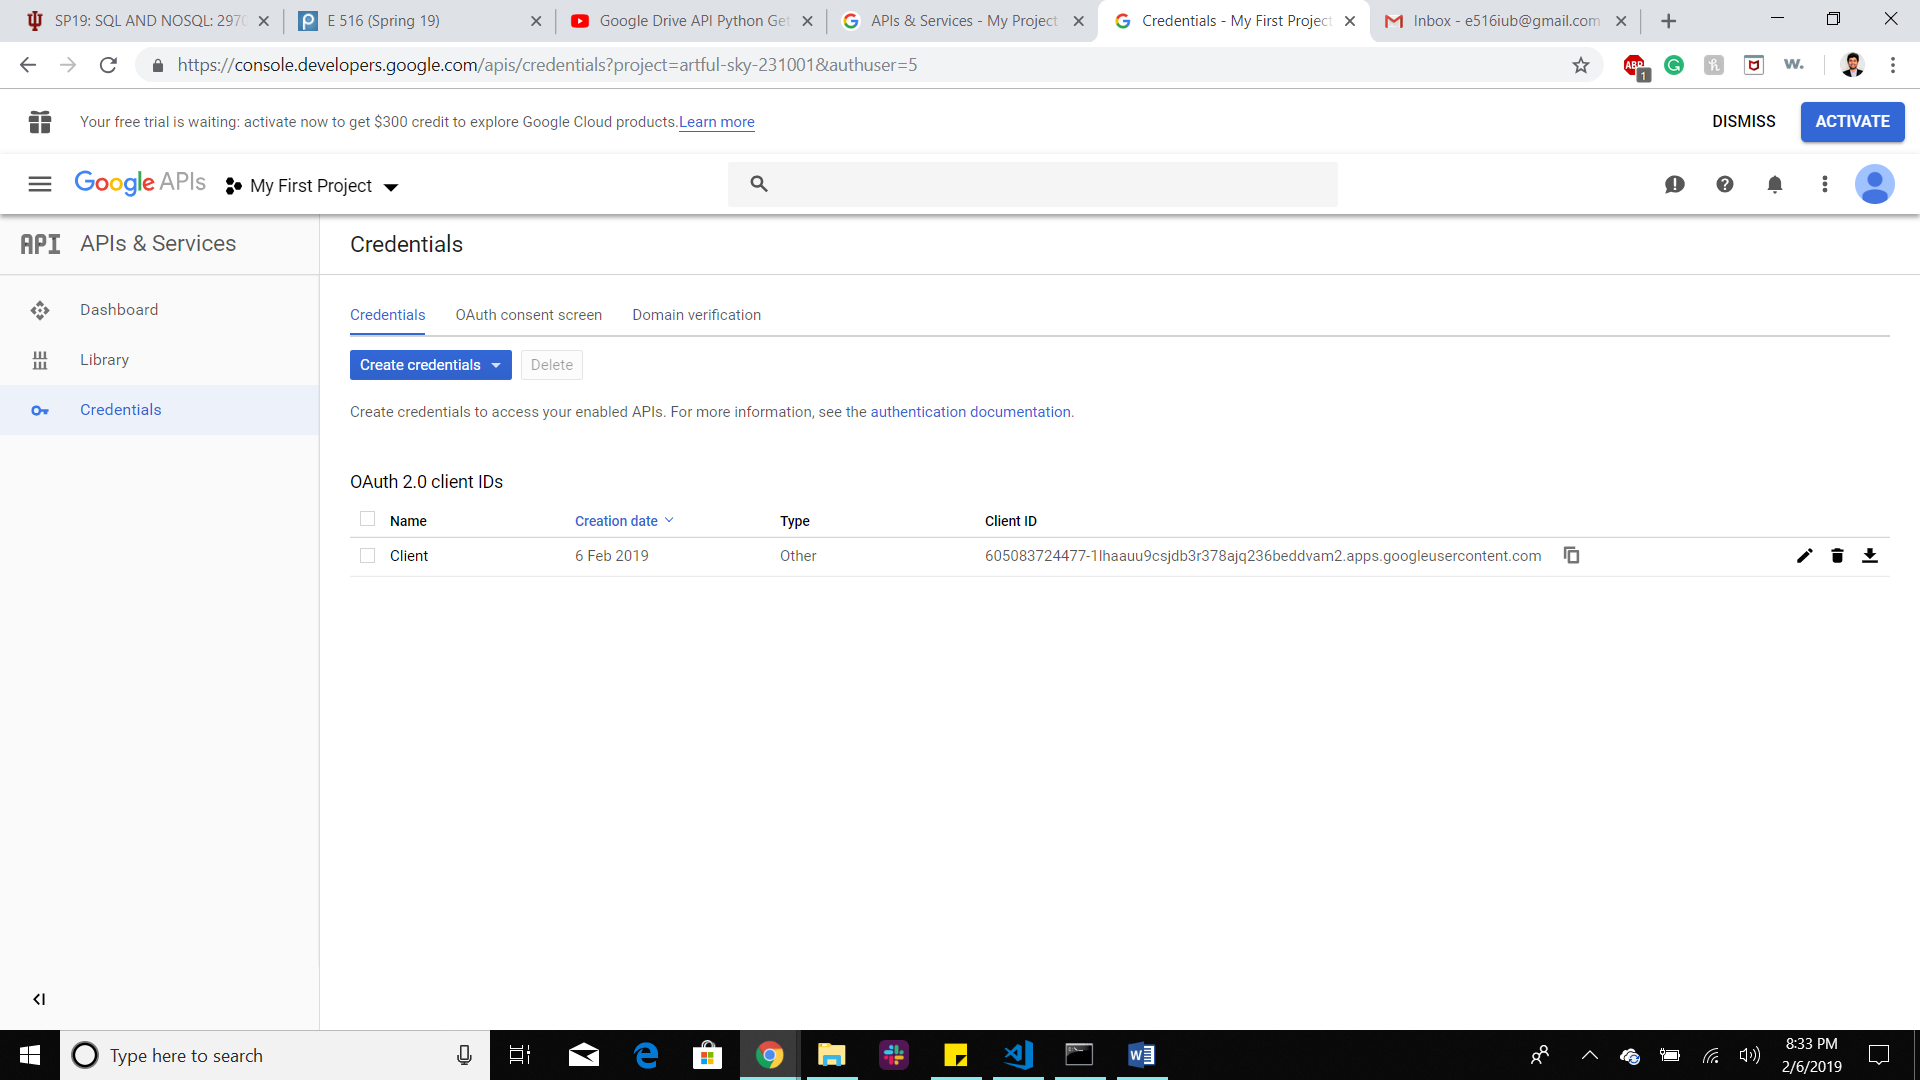 SP19: SQL AND NOSQL: 2970
E 516 (Spring 19)
Google Drive API Python Get
APIs & Services - My Project
Credentials - My First Project
Inbox - e516iub@gmail.com
https://console.developers.google.com/apis/credentials?project=artful-sky-231001&authuser=5
ABP
1
w.
Your free trial is waiting: activate now to get $300 credit to explore Google Cloud products. Learn more
DISMISS
ACTIVATE
Google APIs
My First Project
API APIs & Services
Credentials
Dashboard
Library
Credentials
Credentials
OAuth consent screen
Domain verification
Create credentials
Delete
Create credentials to access your enabled APIs. For more information, see the authentication documentation.
OAuth 2.0 client IDs
Name
Creation date
Type
Client ID
Client
6 Feb 2019
Other
605083724477-1lhaauu9csjdb3r378ajq236beddvam2.apps.googleusercontent.com
Type here to search
8:33 PM
2/6/2019